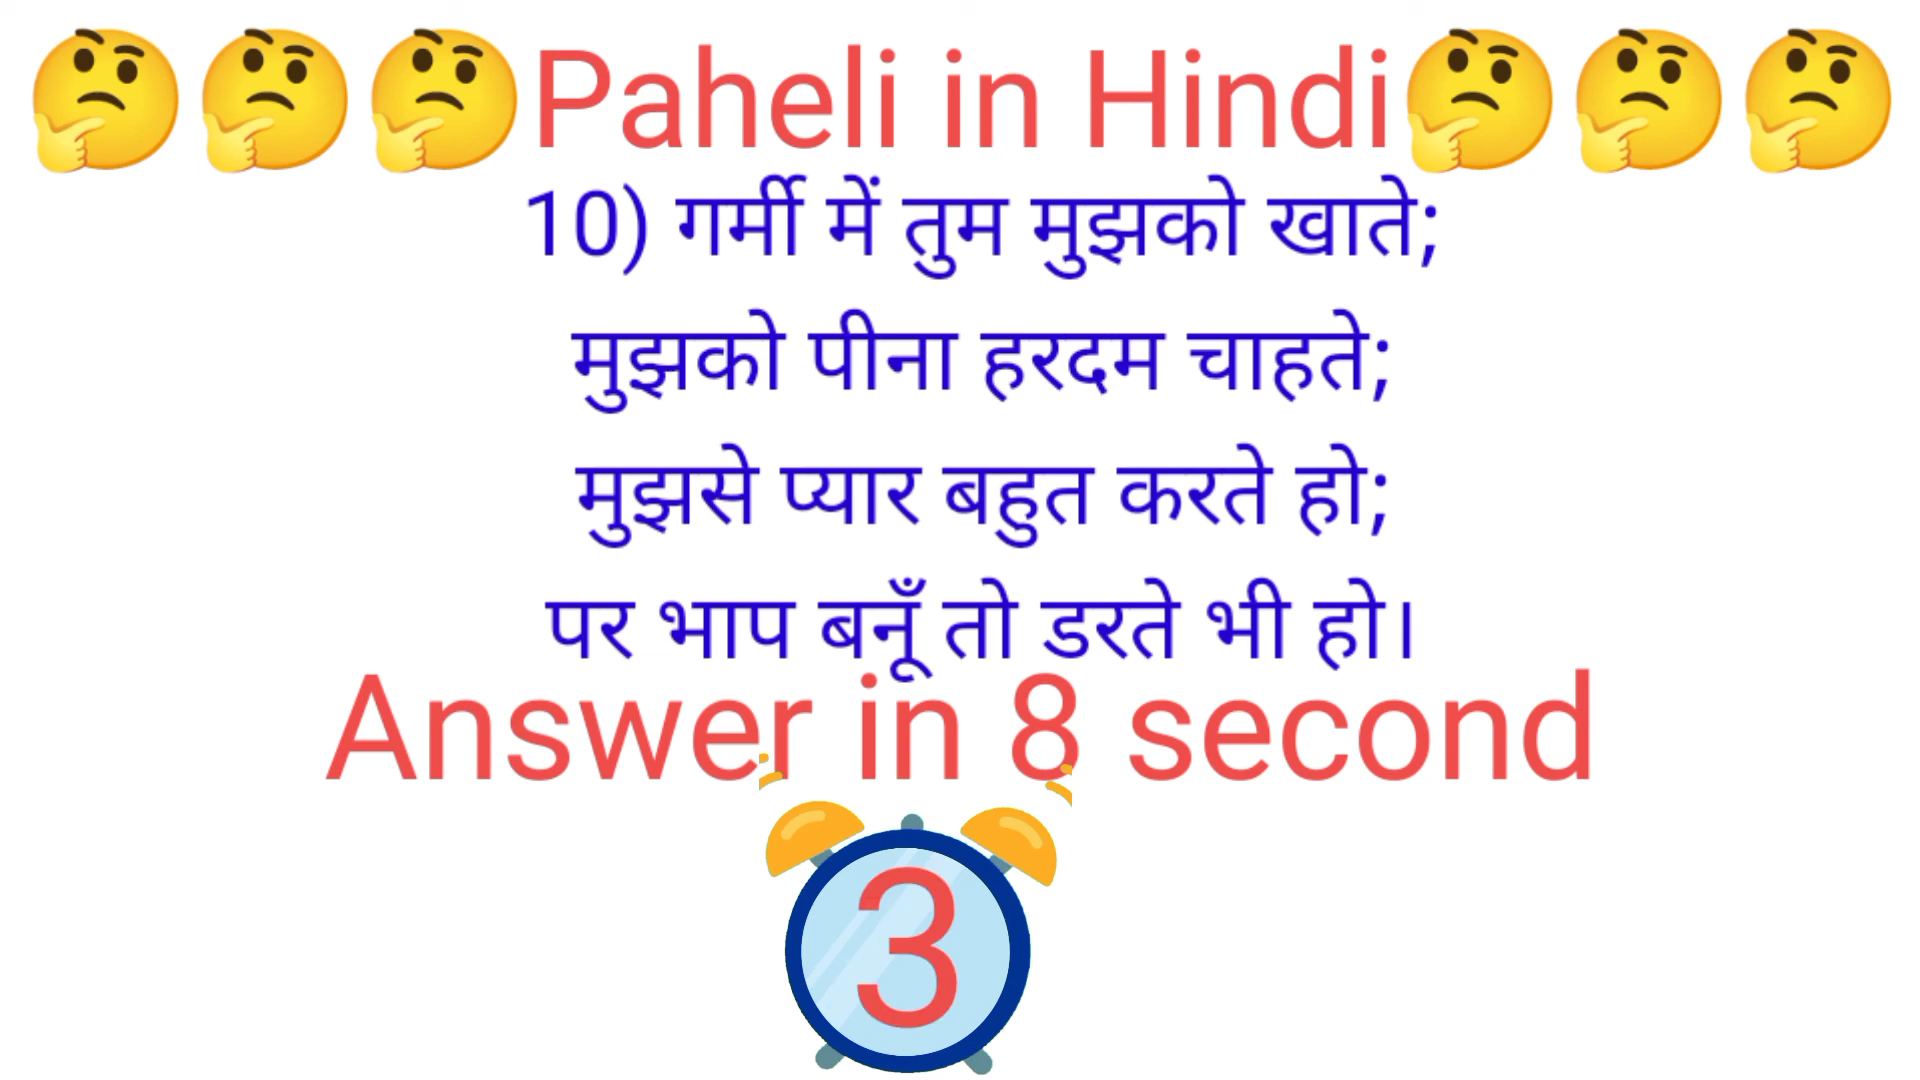 🤔🤔🤔Paheli in Hindi🤔🤔🤔
10) गर्मी में तुम मुझको खाते;
मुझको पीना हरदम चाहते;
मुझसे प्यार बहुत करते हो;
पर भाप बनूँ तो डरते भी हो।
Answer in 8 second
3